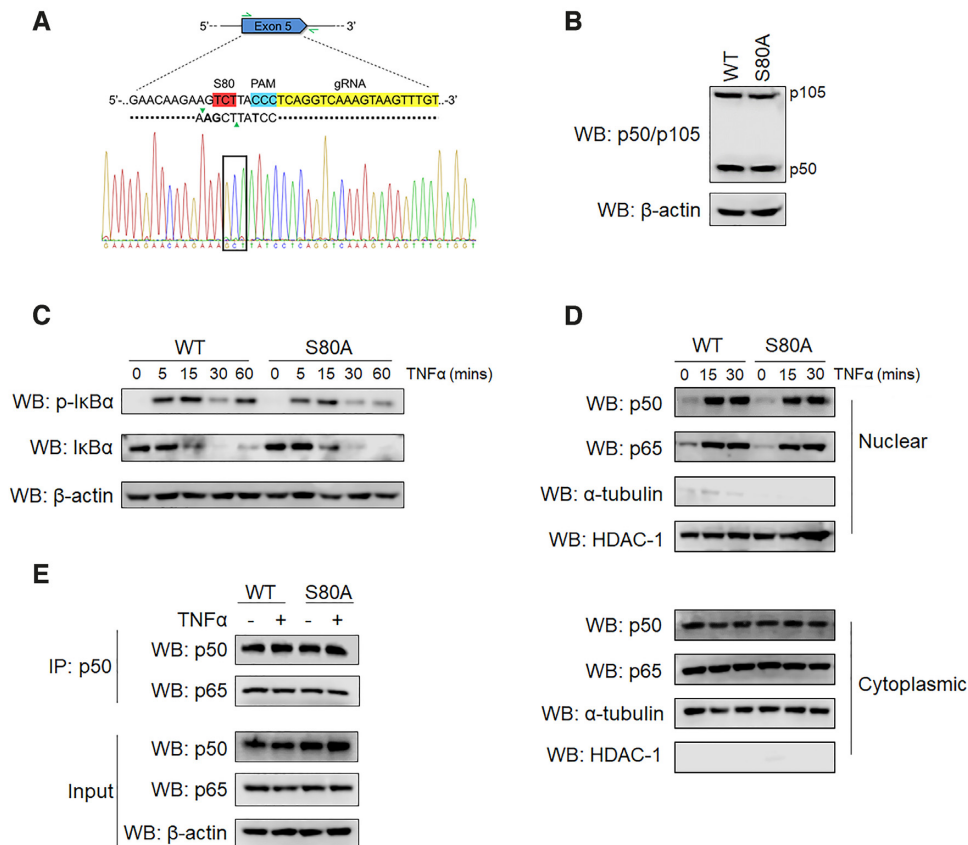 A
5'--- Exon 5 ---3'
S80 PAM gRNA
5'-..GAACAAGAAGTCTTACCCTCAGGTCAAAGTAAGTTTGT..-3'
AAGCTTATCC
GAAAAGAACAAGAAAGCTTATCCTCAGGTCAAAGTAAGTTTGTGGT
B
WT S80A
WB: p50/p105
p105
p50
WB: β-actin
C
WT S80A
0 5 15 30 60 0 5 15 30 60 TNFα (mins)
WB: p-IκBα
WB: IκBα
WB: β-actin
D
WT S80A
0 15 30 0 15 30 TNFα (mins)
WB: p50
WB: p65
WB: α-tubulin
WB: HDAC-1
Nuclear
WB: p50
WB: p65
WB: α-tubulin
WB: HDAC-1
Cytoplasmic
E
WT S80A
TNFα - + - +
IP: p50
WB: p50
WB: p65
Input
WB: p50
WB: p65
WB: β-actin